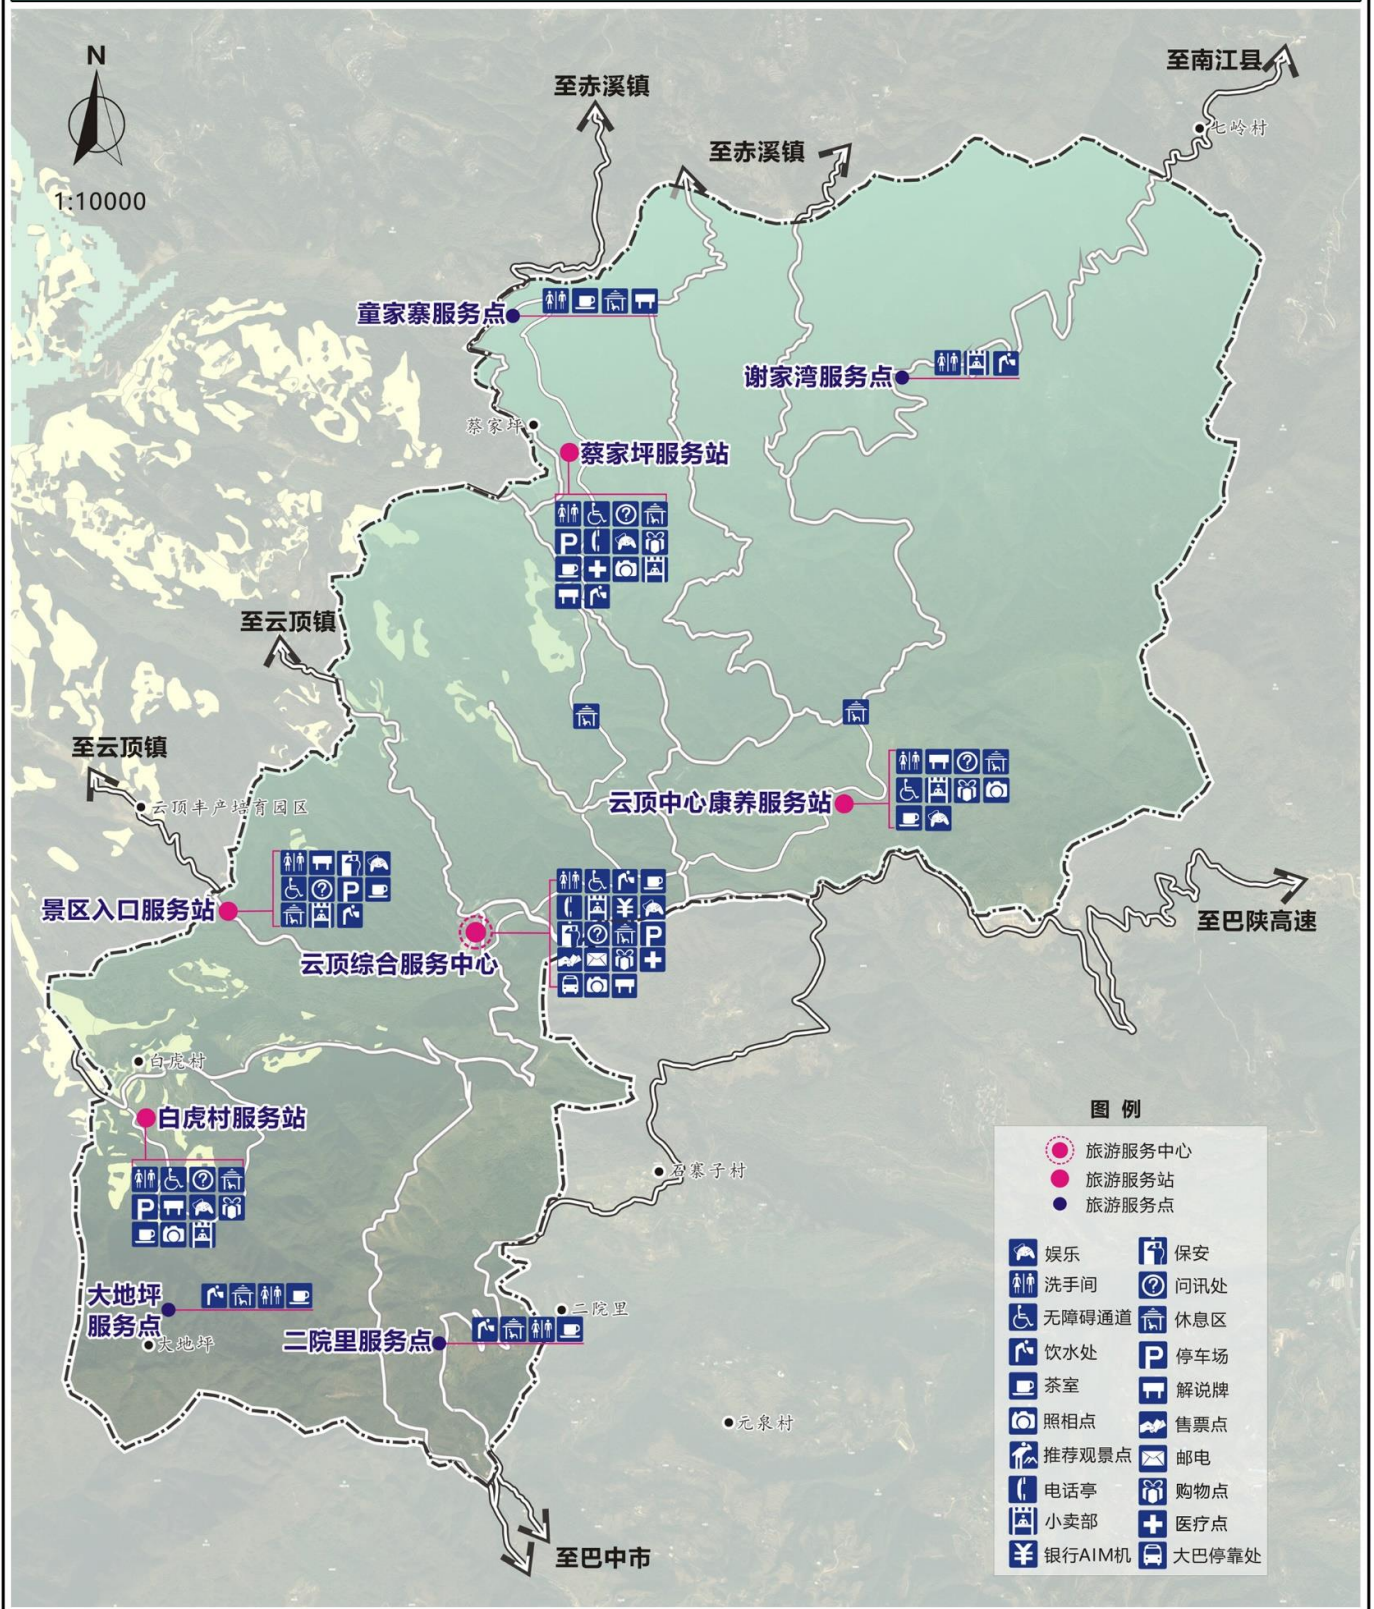 N
1:10000
至南江县
至赤溪镇
七岭村
至赤溪镇
童家寨服务点
谢家湾服务点
蔡家坪
蔡家坪服务站
P
至云顶镇
至云顶镇
云顶丰产培育园区
云顶中心康养服务站
P
景区入口服务站
¥
P
云顶综合服务中心
至巴陕高速
白虎村
白虎村服务站
P
石寨子村
大地坪
服务点
大地坪
二院里
二院里服务点
元泉村
至巴中市
图 例
旅游服务中心
旅游服务站
旅游服务点
娱乐
保安
洗手间
问讯处
无障碍通道
休息区
饮水处
P 停车场
茶室
解说牌
照相点
售票点
推荐观景点
邮电
电话亭
购物点
小卖部
医疗点
¥ 银行AIM机
大巴停靠处